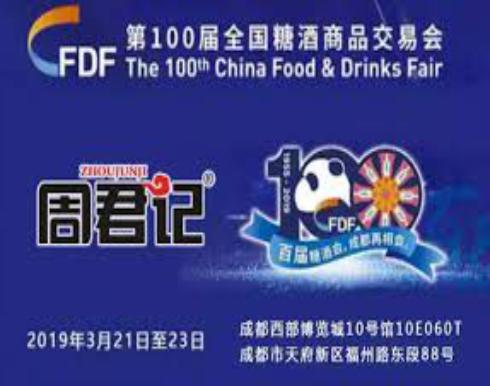 FDF
第100届全国糖酒商品交易会
The 100th China Food & Drinks Fair
ZHOUJUNJI
周君记®
1955-2019
100
FDF
百届糖酒会,成都再相会。
2019年3月21日至23日
成都西部博览城10号馆10E060T
成都市天府新区福州路东段88号